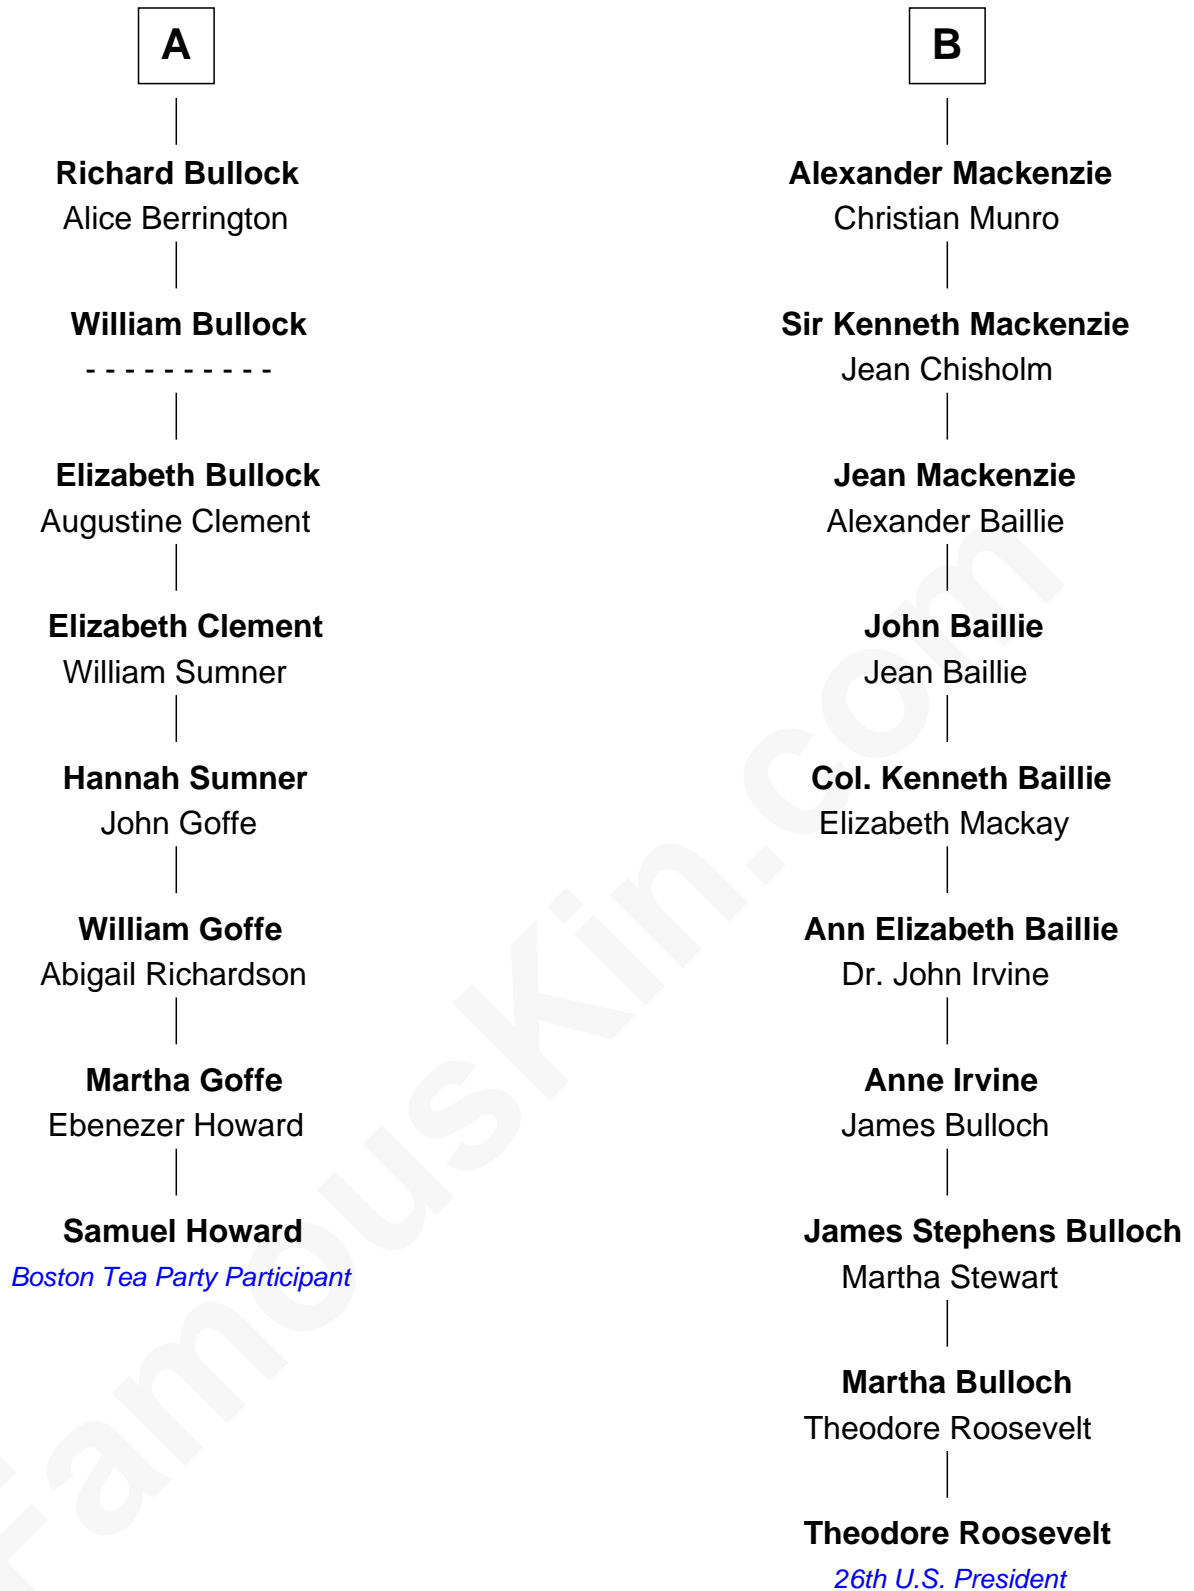 A
Richard Bullock
Alice Berrington
William Bullock
- - - - - - - - - -
Elizabeth Bullock
Augustine Clement
Elizabeth Clement
William Sumner
Hannah Sumner
John Goffe
William Goffe
Abigail Richardson
Martha Goffe
Ebenezer Howard
Samuel Howard
Boston Tea Party Participant
B
Alexander Mackenzie
Christian Munro
Sir Kenneth Mackenzie
Jean Chisholm
Jean Mackenzie
Alexander Baillie
John Baillie
Jean Baillie
Col. Kenneth Baillie
Elizabeth Mackay
Ann Elizabeth Baillie
Dr. John Irvine
Anne Irvine
James Bulloch
James Stephens Bulloch
Martha Stewart
Martha Bulloch
Theodore Roosevelt
Theodore Roosevelt
26th U.S. President
FamousKin.com